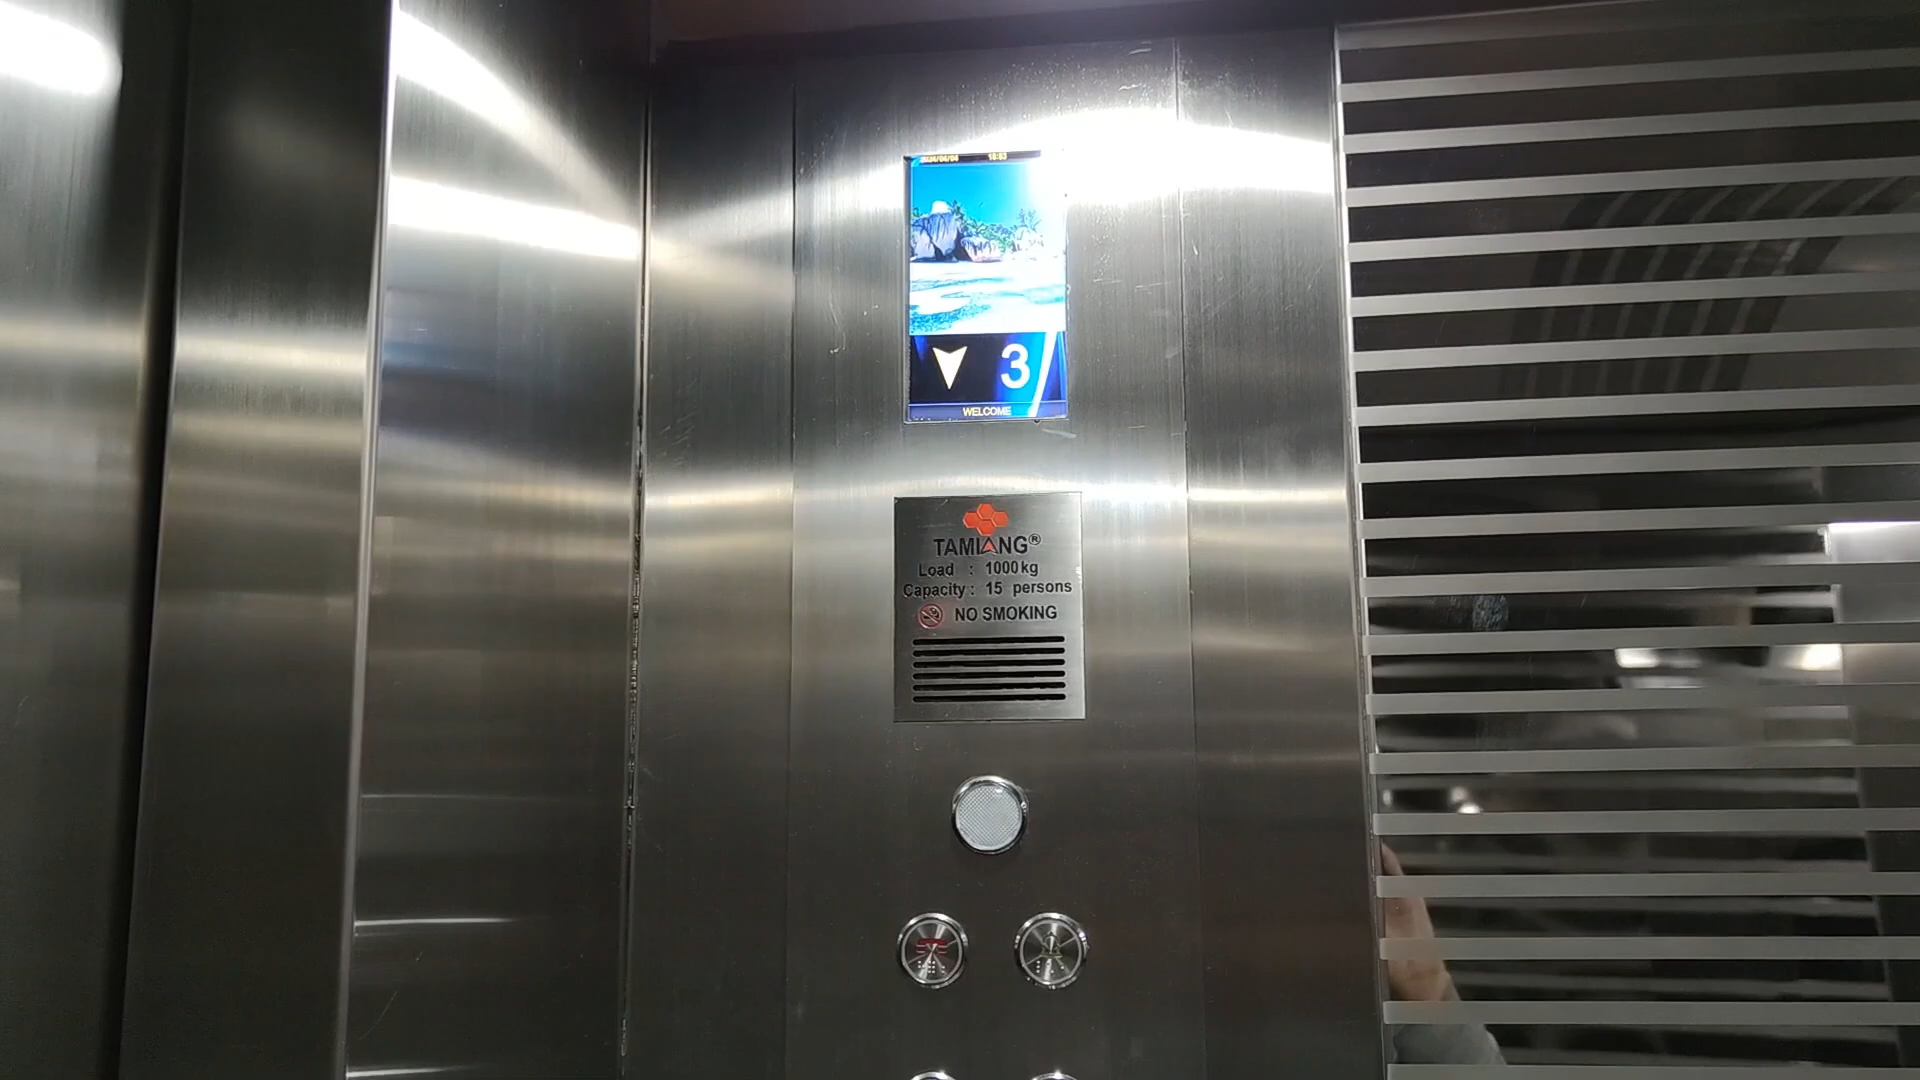 3
WELCOME
TAMIANG®
Load : 1000kg
Capacity: 15 persons
NO SMOKING